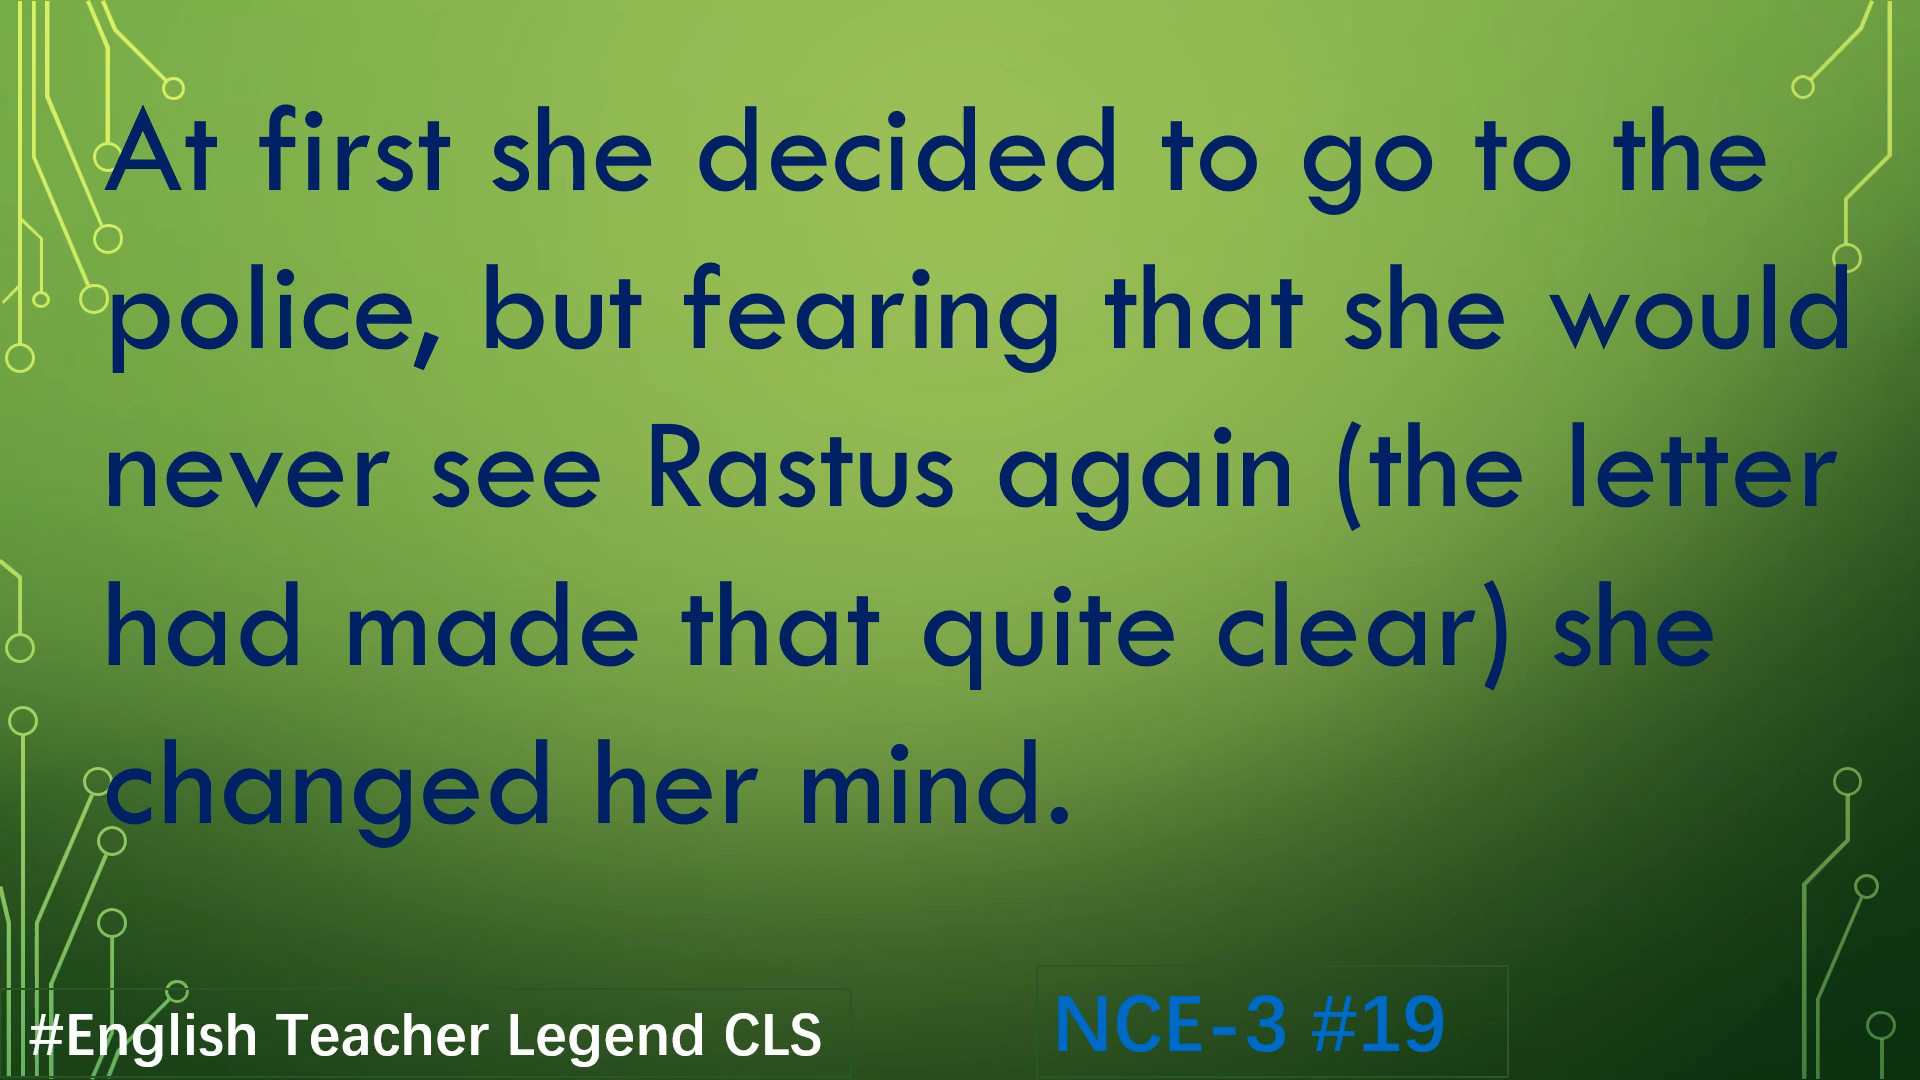 At first she decided to go to the
police, but fearing that she would
never see Rastus again (the letter
had made that quite clear) she
changed her mind.
#English Teacher Legend CLS
NCE-3 #19